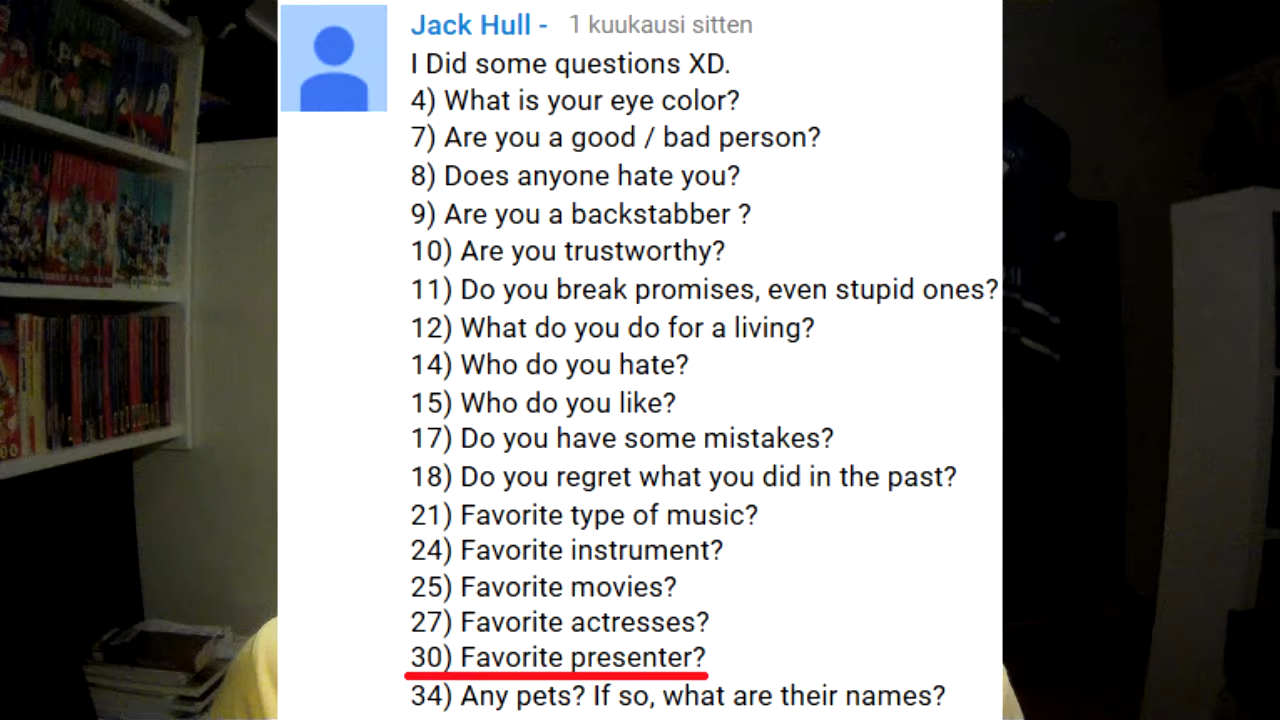 Jack Hull - 1 kuukausi sitten
I Did some questions XD.
4) What is your eye color?
7) Are you a good / bad person?
8) Does anyone hate you?
9) Are you a backstabber ?
10) Are you trustworthy?
11) Do you break promises, even stupid ones?
12) What do you do for a living?
14) Who do you hate?
15) Who do you like?
17) Do you have some mistakes?
18) Do you regret what you did in the past?
21) Favorite type of music?
24) Favorite instrument?
25) Favorite movies?
27) Favorite actresses?
30) Favorite presenter?
34) Any pets? If so, what are their names?